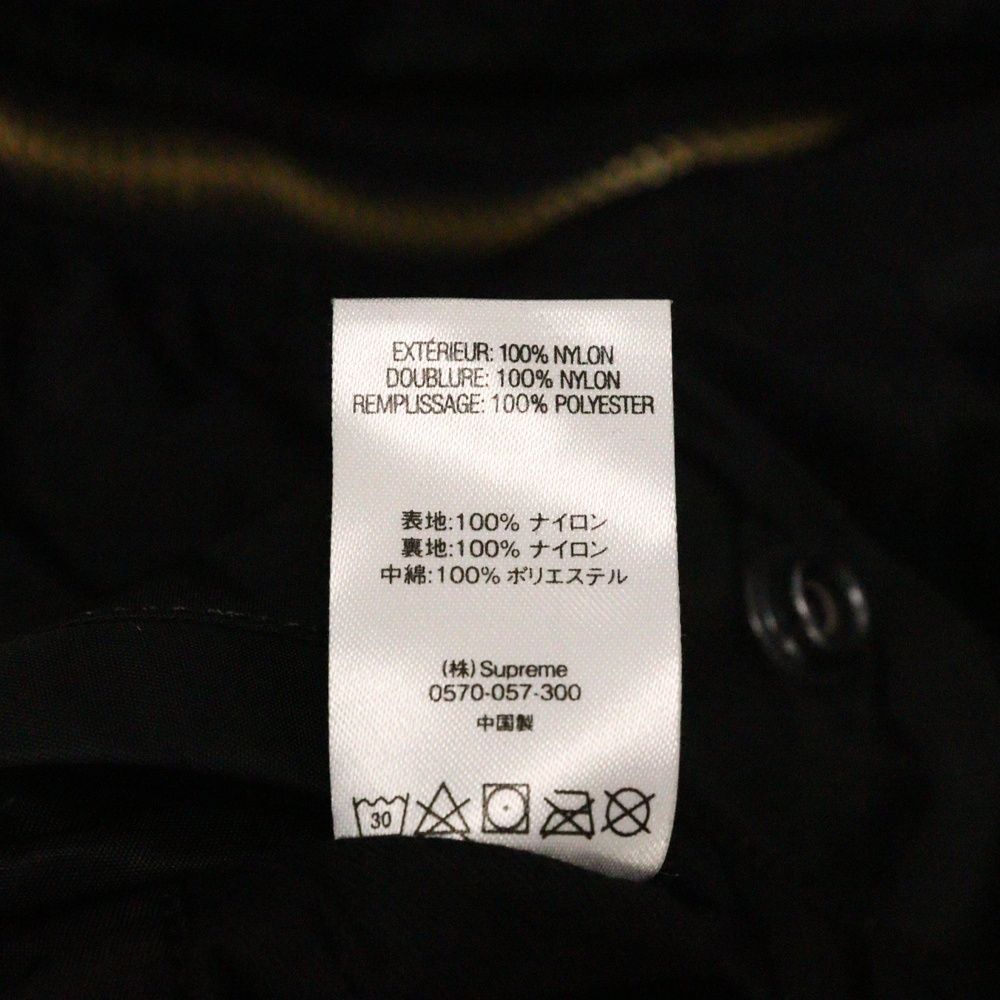 EXTÉRIEUR: 100% NYLON
DOUBLURE: 100% NYLON
REMPLISSAGE: 100% POLYESTER
表地:100% ナイロン
裏地:100% ナイロン
中綿:100% ポリエステル
(株)Supreme
0570-057-300
中国製
30